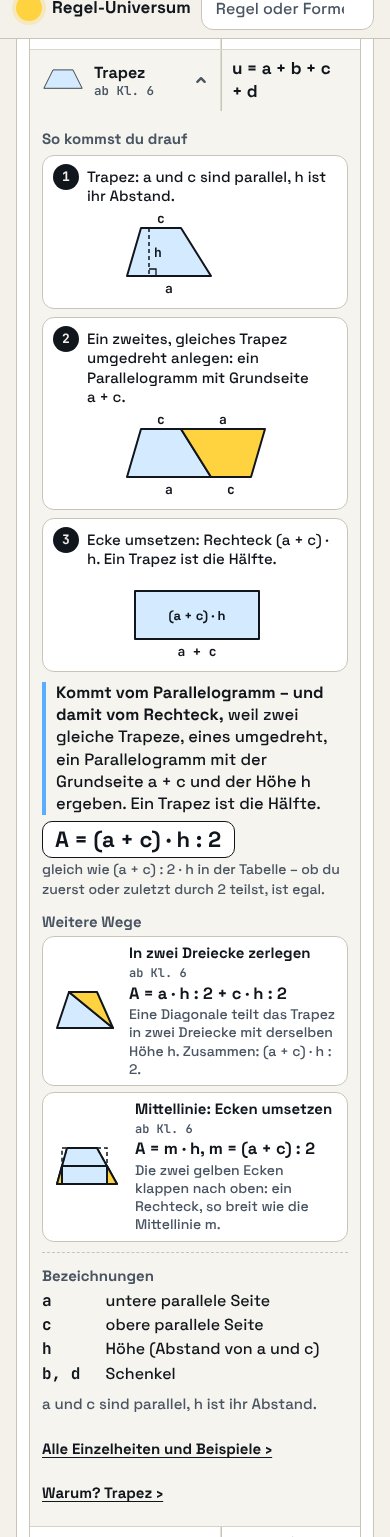 Regel-Universum
Regel oder Forme
Trapez
ab Kl. 6
u = a + b + c
+ d
So kommst du drauf
1
Trapez: a und c sind parallel, h ist
ihr Abstand.
c
h
a
2
Ein zweites, gleiches Trapez
umgedreht anlegen: ein
Parallelogramm mit Grundseite
a + c.
c a
a c
3
Ecke umsetzen: Rechteck (a + c) ·
h. Ein Trapez ist die Hälfte.
(a + c) · h
a + c
Kommt vom Parallelogramm – und
damit vom Rechteck, weil zwei
gleiche Trapeze, eines umgedreht,
ein Parallelogramm mit der
Grundseite a + c und der Höhe h
ergeben. Ein Trapez ist die Hälfte.
A = (a + c) · h : 2
gleich wie (a + c) : 2 · h in der Tabelle – ob du
zuerst oder zuletzt durch 2 teilst, ist egal.
Weitere Wege
In zwei Dreiecke zerlegen
ab Kl. 6
A = a · h : 2 + c · h : 2
Eine Diagonale teilt das Trapez
in zwei Dreiecke mit derselben
Höhe h. Zusammen: (a + c) · h :
2.
Mittellinie: Ecken umsetzen
ab Kl. 6
A = m · h, m = (a + c) : 2
Die zwei gelben Ecken
klappen nach oben: ein
Rechteck, so breit wie die
Mittellinie m.
Bezeichnungen
a untere parallele Seite
c obere parallele Seite
h Höhe (Abstand von a und c)
b, d Schenkel
a und c sind parallel, h ist ihr Abstand.
Alle Einzelheiten und Beispiele >
Warum? Trapez >